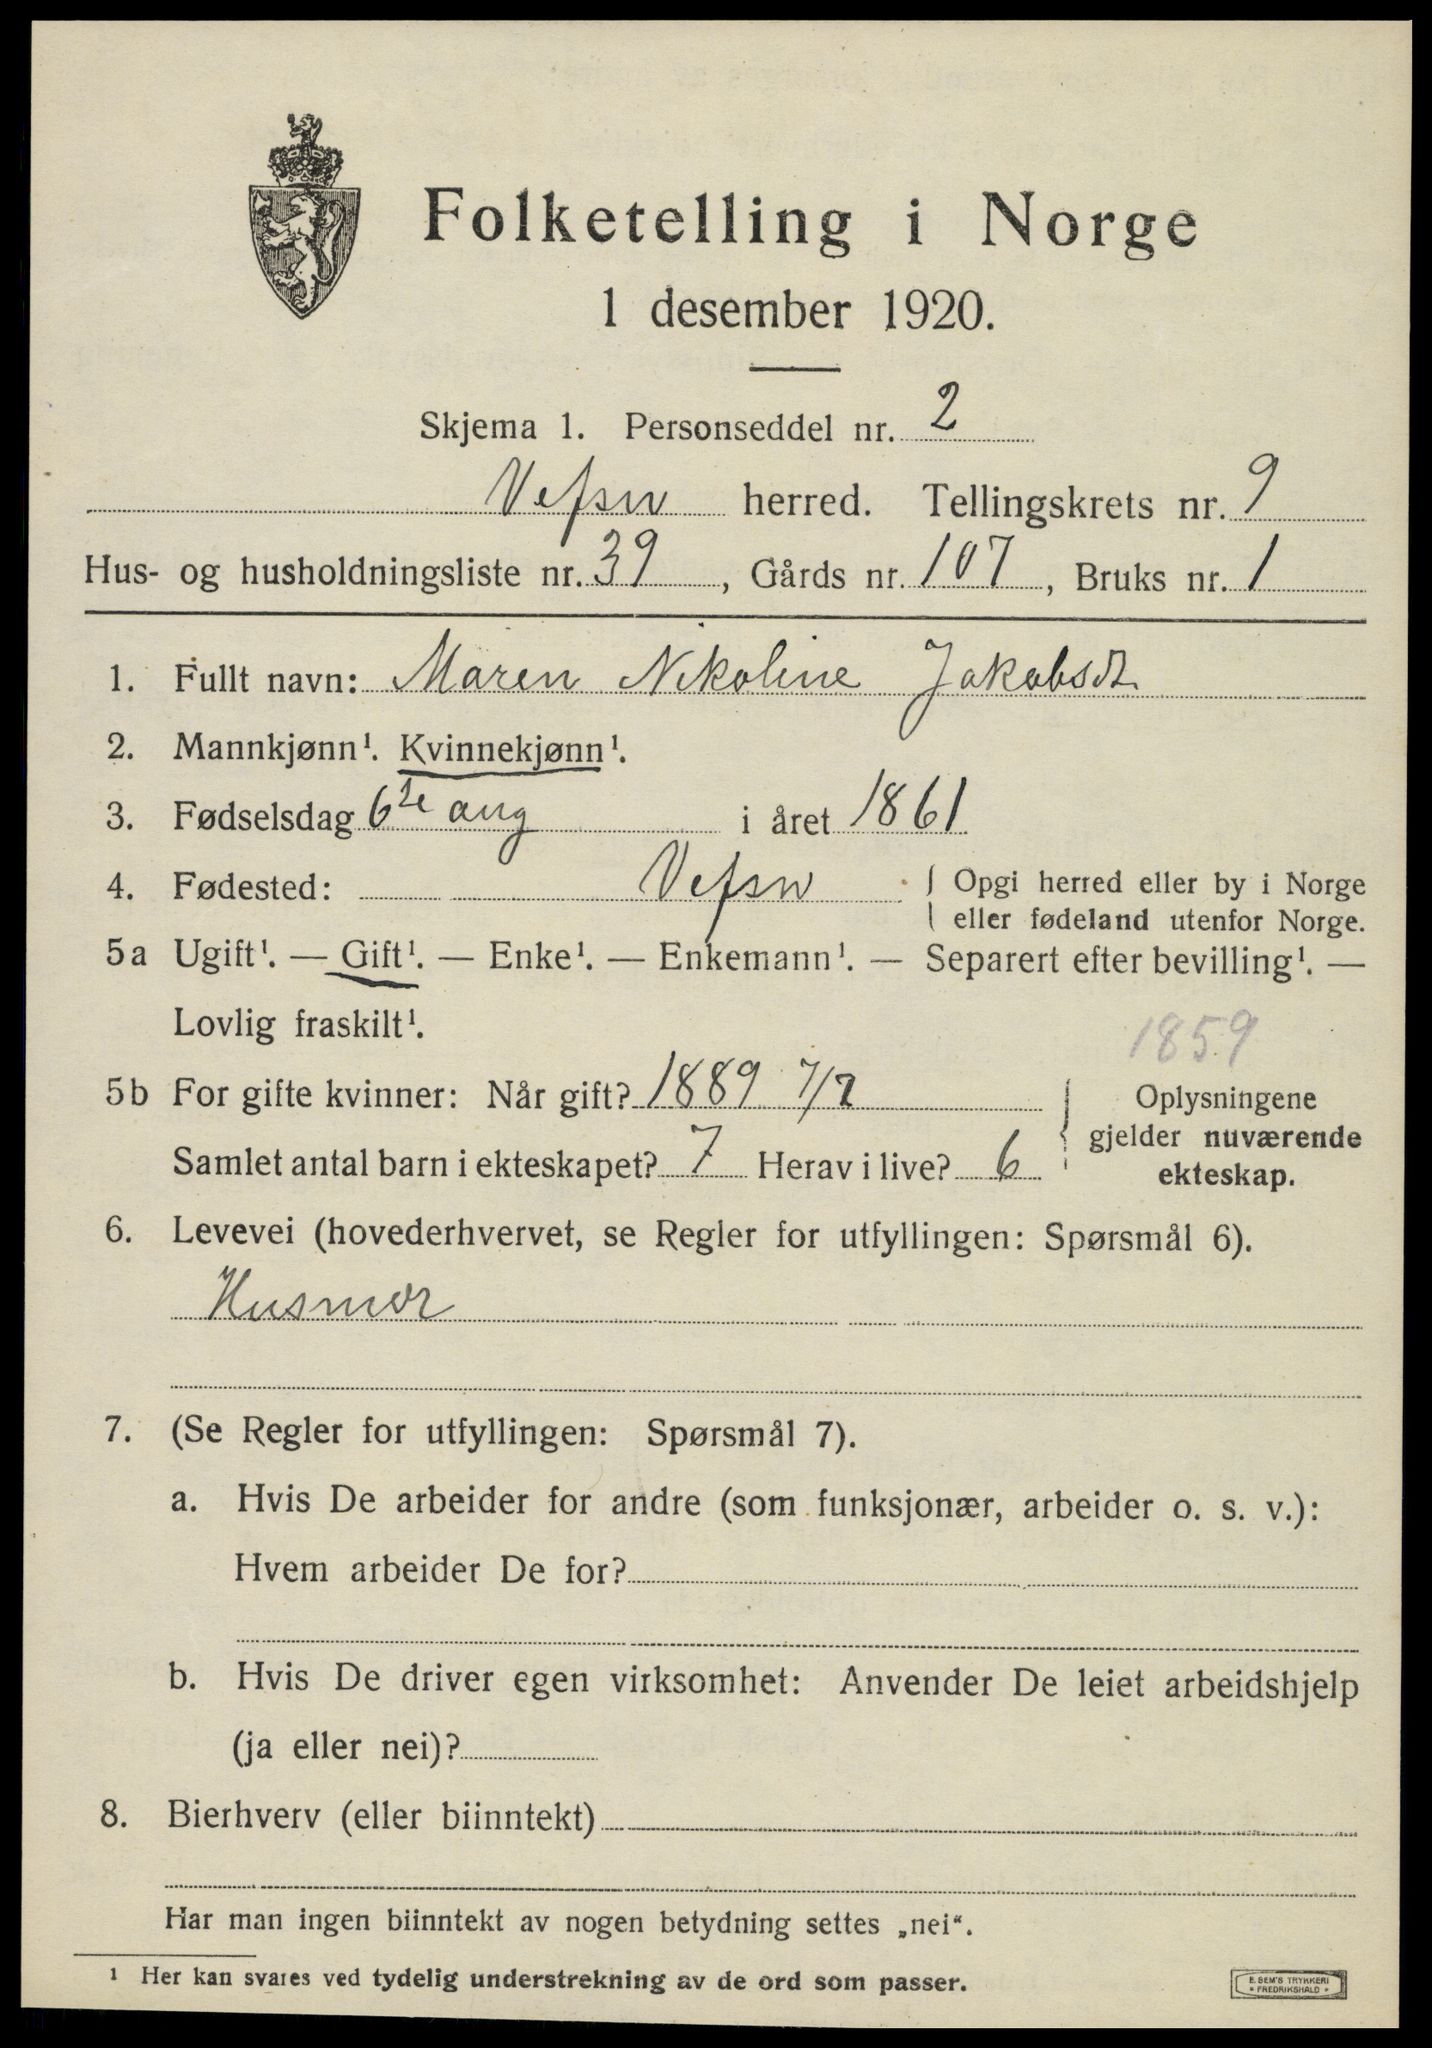 Folketelling i Norge
1 desember 1920.
Skjema 1. Personseddel nr. 2
Vefsn herred. Tellingskrets nr. 9
Hus- og husholdningsliste nr. 39, Gårds nr. 107, Bruks nr. 1
1. Fullt navn: Maren Nikoline Jakobsdt
2. Mannkjønn¹. Kvinnekjønn¹.
3. Fødselsdag 6te aug i året 1861
4. Fødested: Vefsn Opgi herred eller by i Norge
eller fødeland utenfor Norge.
5a Ugift¹. — Gift¹. — Enke¹. — Enkemann¹. — Separert efter bevilling¹. —
Lovlig fraskilt¹.
1859
5b For gifte kvinner: Når gift? 1889 7/7 Oplysningene
gjelder nuværende
Samlet antal barn i ekteskapet? 7 Herav i live? 6
ekteskap.
6. Levevei (hovederhvervet, se Regler for utfyllingen: Spørsmål 6).
Husmor
7. (Se Regler for utfyllingen: Spørsmål 7).
a. Hvis De arbeider for andre (som funksjonær, arbeider o. s. v.):
Hvem arbeider De for?
b. Hvis De driver egen virksomhet: Anvender De leiet arbeidshjelp
(ja eller nei)?
8. Bierhverv (eller biinntekt)
Har man ingen biinntekt av nogen betydning settes „nei“.
¹ Her kan svares ved tydelig understrekning av de ord som passer.
E. SEM'S TRYKKERI
FREDRIKSHALD